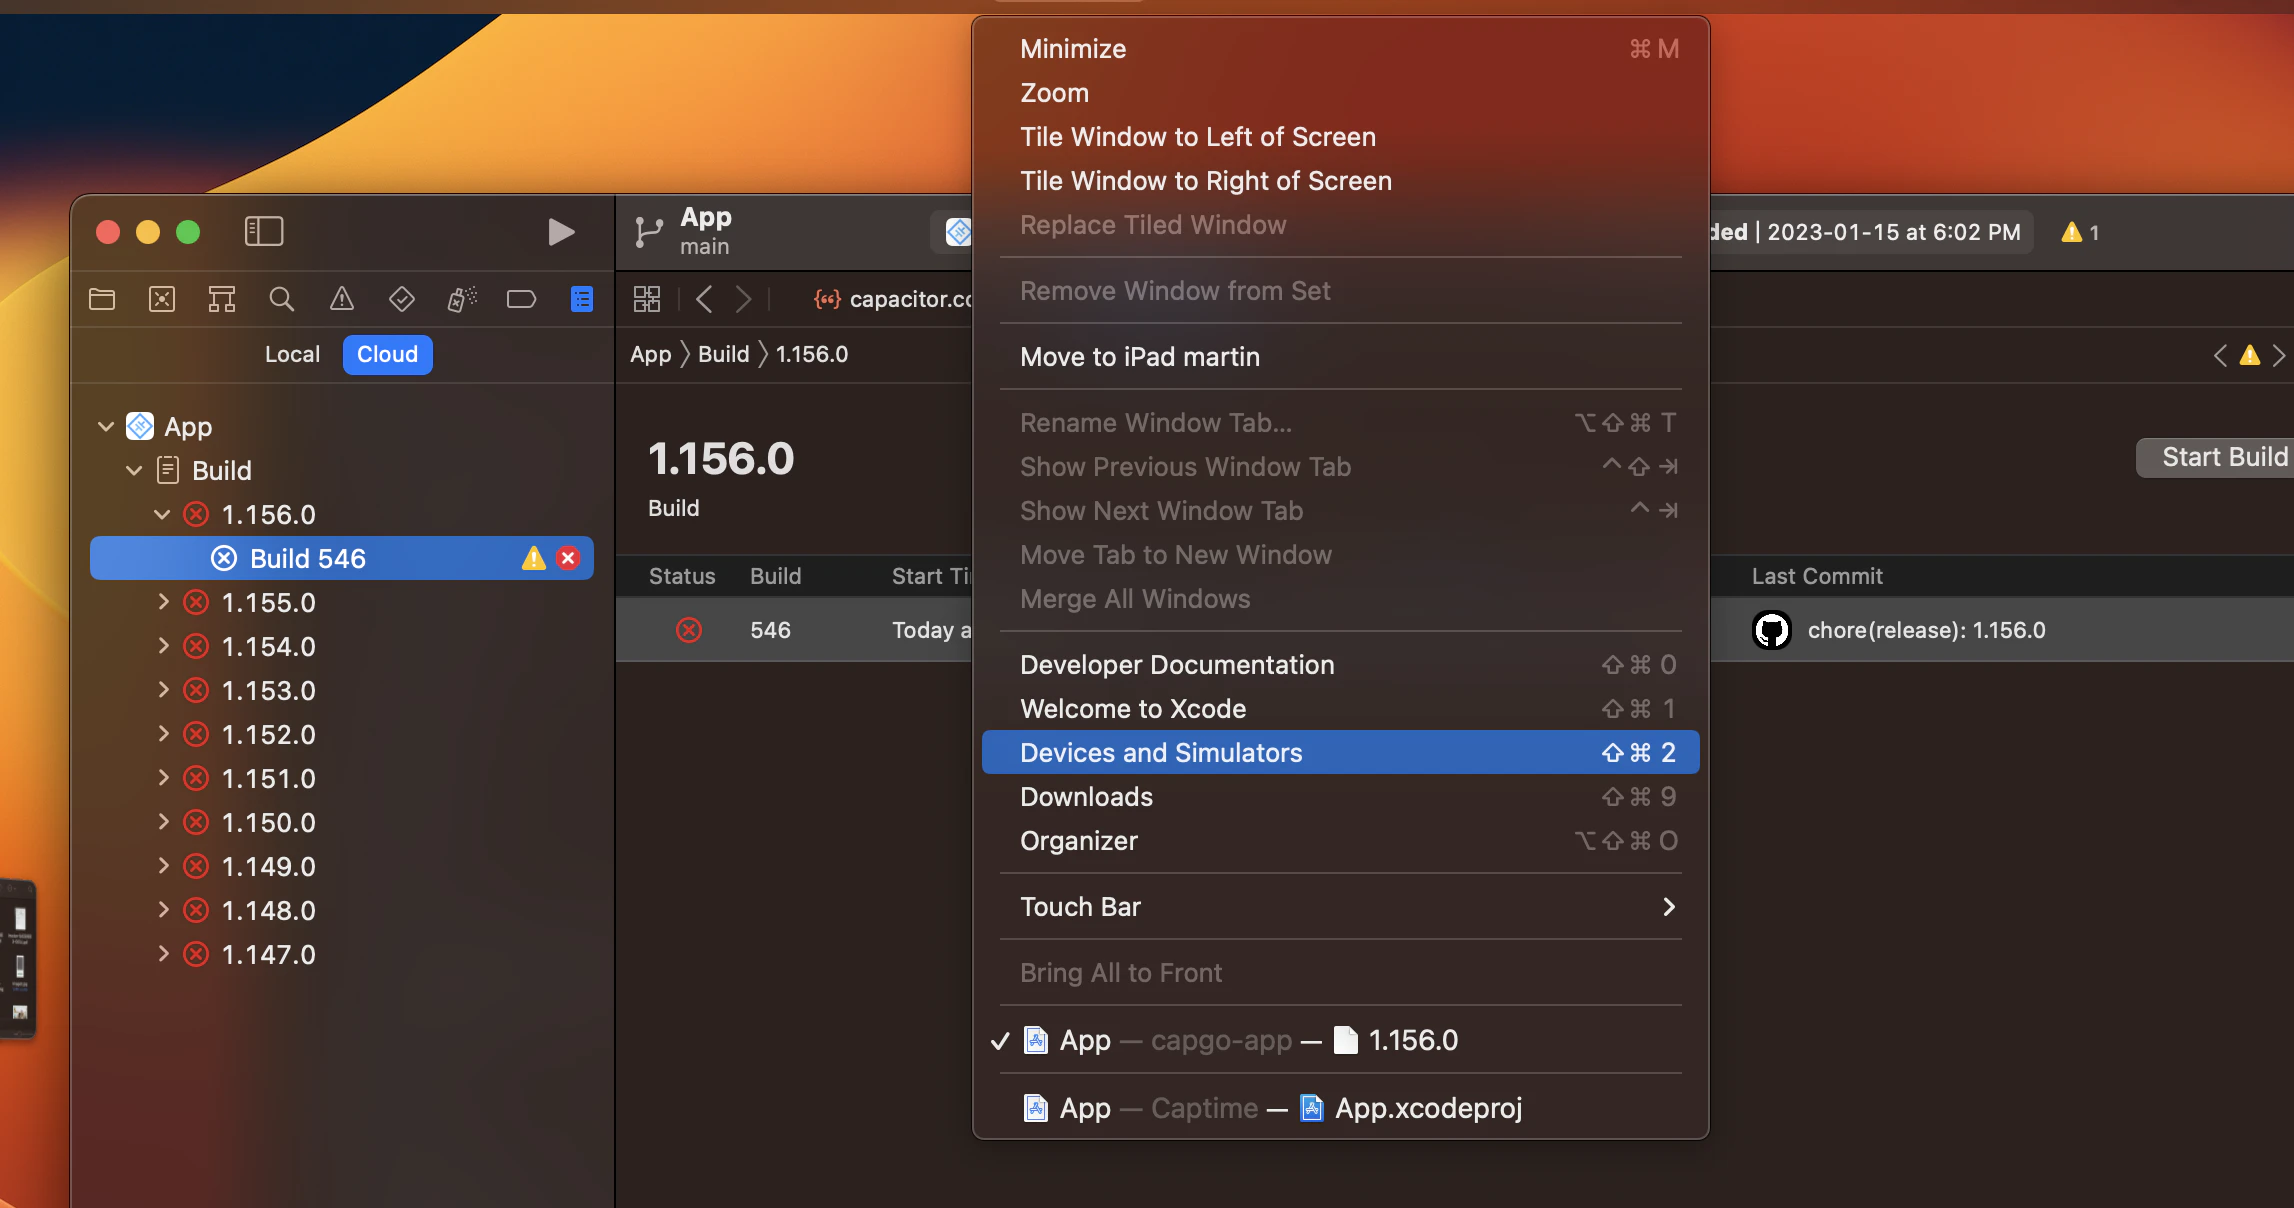 Minimize ⌘ M
Zoom
Tile Window to Left of Screen
Tile Window to Right of Screen
Replace Tiled Window
Remove Window from Set
Move to iPad martin
Rename Window Tab... ⌥⇧⌘ T
Show Previous Window Tab ^⇧⇥
Show Next Window Tab ^⇥
Move Tab to New Window
Merge All Windows
Developer Documentation ⇧⌘ 0
Welcome to Xcode ⇧⌘ 1
Devices and Simulators ⇧⌘ 2
Downloads ⇧⌘ 9
Organizer ⌥⇧⌘ O
Touch Bar
Bring All to Front
✓ App — capgo-app — 1.156.0
App — Captime — App.xcodeproj
App
main
ded | 2023-01-15 at 6:02 PM 1
{“} capacitor.co
Local Cloud
App 〉Build 〉1.156.0
App
Build
1.156.0
Build 546
1.155.0
1.154.0
1.153.0
1.152.0
1.151.0
1.150.0
1.149.0
1.148.0
1.147.0
1.156.0
Build
Start Build
Status Build Start Ti Last Commit
546 Today a chore(release): 1.156.0